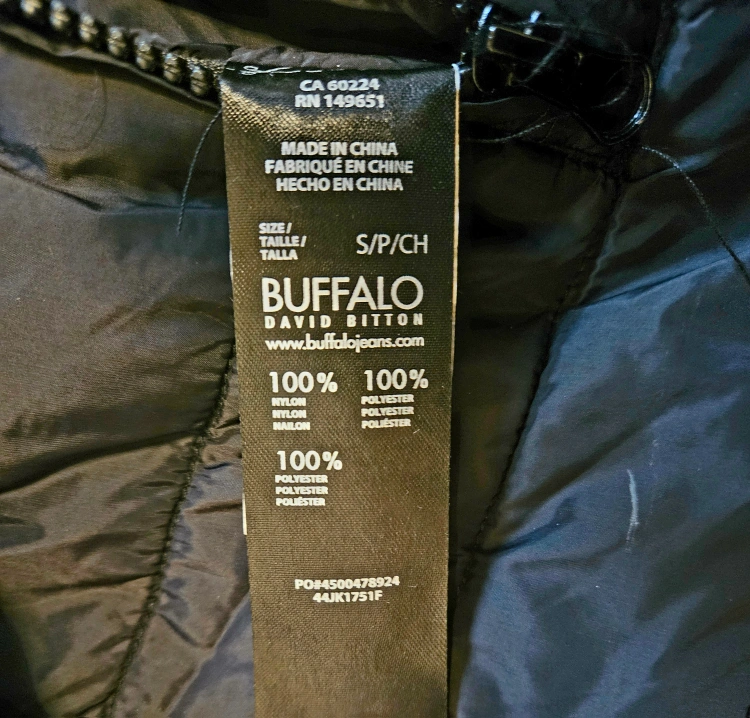 CA 60224
RN 149651
MADE IN CHINA
FABRIQUÉ EN CHINE
HECHO EN CHINA
SIZE /
TAILLE /
TALLA
S/P/CH
BUFFALO
DAVID BITTON
www.buffalojeans.com
100% 100%
NYLON POLYESTER
NYLON POLYESTER
NAILON POLIÉSTER
100%
POLYESTER
POLYESTER
POLIÉSTER
PO#4500478924
44JK1751F